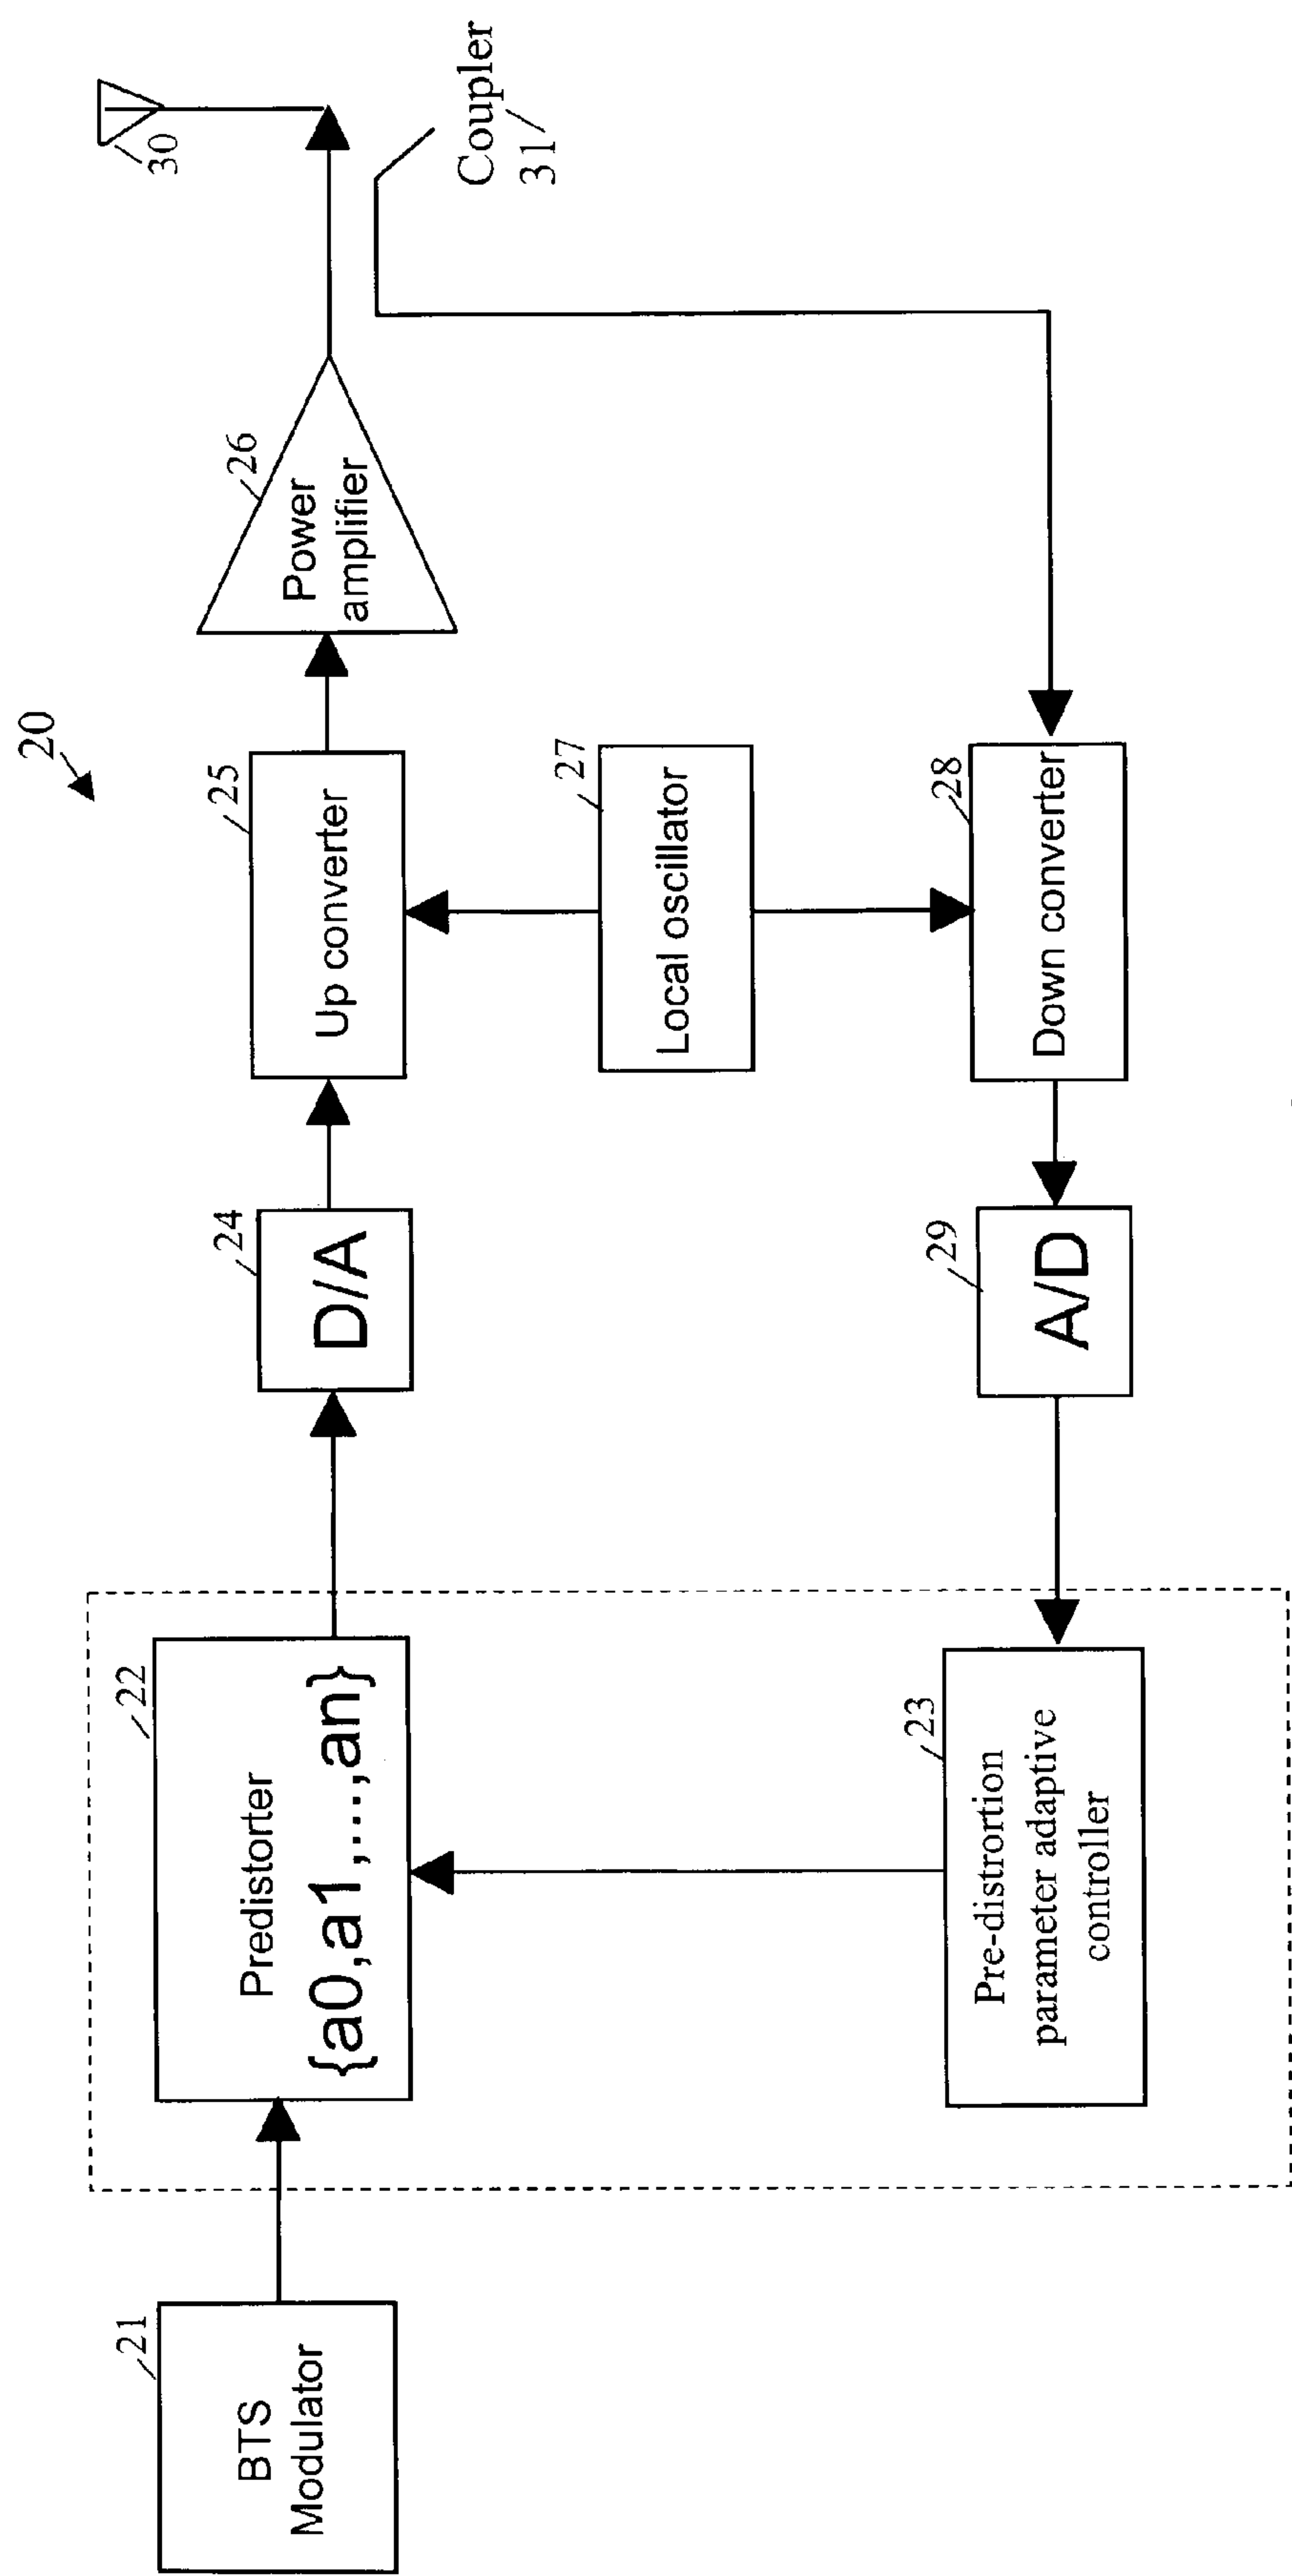 20
21
BTS
Modulator
22
Predistorter
{a0,a1,...,an}
24
D/A
25
Up converter
26
Power
amplifier
30
Coupler
31
27
Local oscillator
23
Pre-distrortion
parameter adaptive
controller
29
A/D
28
Down converter